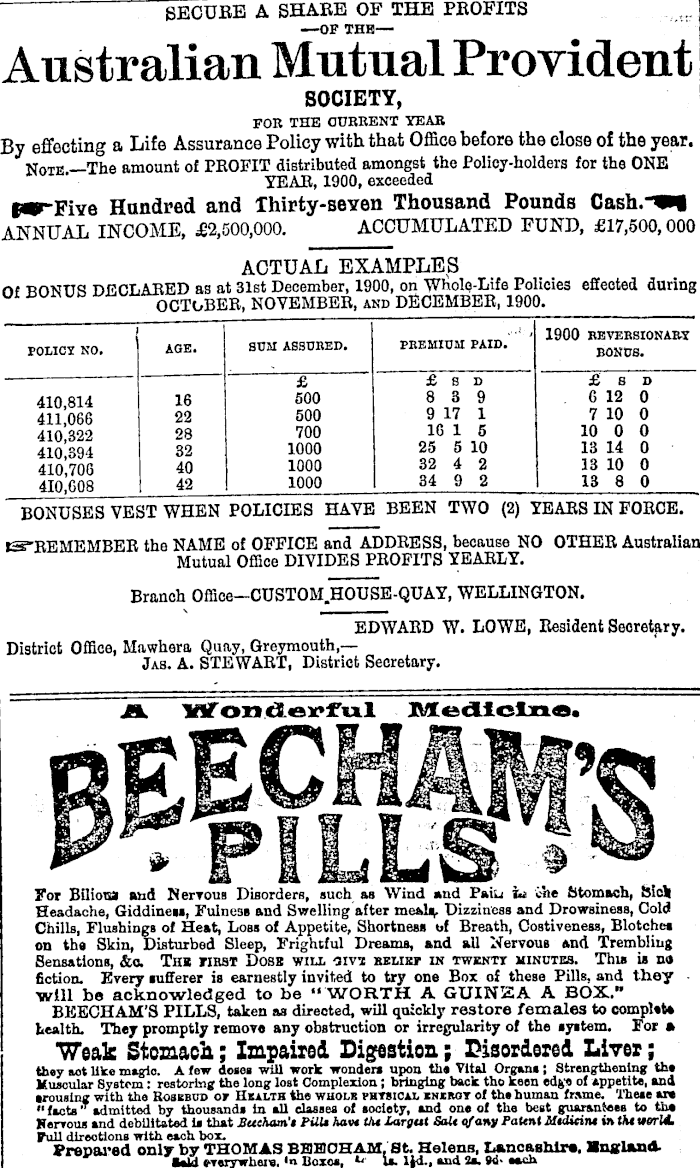 SECURE A SHARE OF THE PROFITS
—OF THE—
Australian Mutual Provident
SOCIETY,
FOR THE CURRENT YEAR
By effecting a Life Assurance Policy with that Office before the close of the year.
NOTE.—The amount of PROFIT distributed amongst the Policy-holders for the ONE
YEAR, 1900, exceeded
Five Hundred and Thirty-seven Thousand Pounds Cash.
ANNUAL INCOME, £2,500,000. ACCUMULATED FUND, £17,500,000
ACTUAL EXAMPLES
Of BONUS DECLARED as at 31st December, 1900, on Whole-Life Policies effected during
OCTOBER, NOVEMBER, AND DECEMBER, 1900.
POLICY NO. AGE. SUM ASSURED. PREMIUM PAID. 1900 REVERSIONARY BONUS.
£ £ S D £ S D
410,814 16 500 8 3 9 6 12 0
411,066 22 500 9 17 1 7 10 0
410,322 28 700 16 1 5 10 0 0
410,394 32 1000 25 5 10 13 14 0
410,706 40 1000 32 4 2 13 10 0
410,608 42 1000 34 9 2 13 8 0
BONUSES VEST WHEN POLICIES HAVE BEEN TWO (2) YEARS IN FORCE.
☞REMEMBER the NAME of OFFICE and ADDRESS, because NO OTHER Australian
Mutual Office DIVIDES PROFITS YEARLY.
Branch Office—CUSTOM HOUSE-QUAY, WELLINGTON.
EDWARD W. LOWE, Resident Secretary.
District Office, Mawhera Quay, Greymouth,—
JAS. A. STEWART, District Secretary.
A Wonderful Medicine.
BEECHAM'S
PILLS
For Bilious and Nervous Disorders, such as Wind and Pain in the Stomach, Sick
Headache, Giddiness, Fulness and Swelling after meals, Dizziness and Drowsiness, Cold
Chills, Flushings of Heat, Loss of Appetite, Shortness of Breath, Costiveness, Blotches
on the Skin, Disturbed Sleep, Frightful Dreams, and all Nervous and Trembling
Sensations, &c. THE FIRST DOSE WILL GIVE RELIEF IN TWENTY MINUTES. This is no
fiction. Every sufferer is earnestly invited to try one Box of these Pills, and they
will be acknowledged to be "WORTH A GUINEA A BOX."
BEECHAM'S PILLS, taken as directed, will quickly restore females to complete
health. They promptly remove any obstruction or irregularity of the system. For a
Weak Stomach; Impaired Digestion; Disordered Liver;
they act like magic. A few doses will work wonders upon the Vital Organs; Strengthening the
Muscular System: restoring the long lost Complexion; bringing back the keen edge of appetite, and
arousing with the ROSEBUD OF HEALTH the WHOLE PHYSICAL ENERGY of the human frame. These are
"facts" admitted by thousands in all classes of society, and one of the best guarantees to the
Nervous and debilitated is that Beecham's Pills have the Largest Sale of any Patent Medicine in the world.
Full directions with each box.
Prepared only by THOMAS BEECHAM, St. Helens, Lancashire, England.
Sold everywhere, in Boxes, 1s. 1½d., and 2s. 9d. each